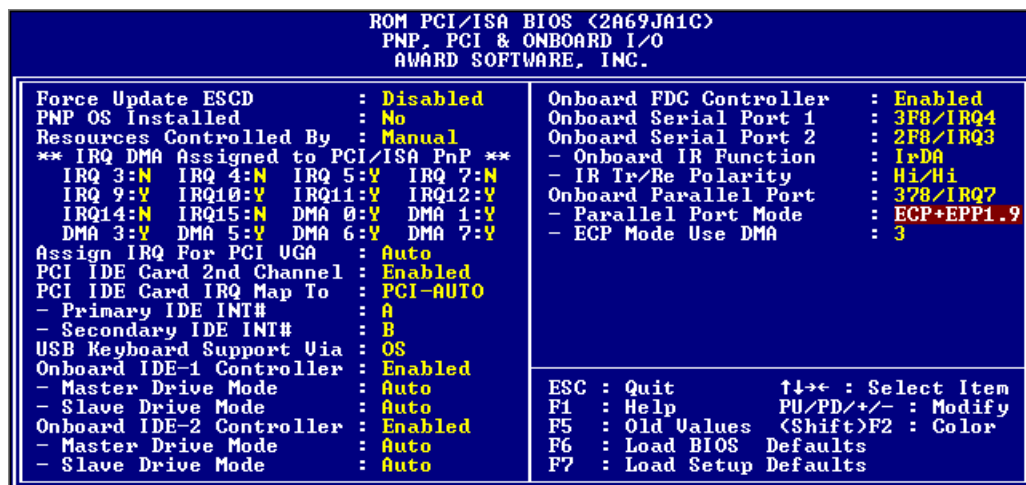 ROM PCI/ISA BIOS (2A69JA1C)
PNP, PCI & ONBOARD I/O
AWARD SOFTWARE, INC.
Force Update ESCD : Disabled
PNP OS Installed : No
Resources Controlled By : Manual
** IRQ DMA Assigned to PCI/ISA PnP **
IRQ 3:N IRQ 4:N IRQ 5:Y IRQ 7:N
IRQ 9:Y IRQ10:Y IRQ11:Y IRQ12:Y
IRQ14:N IRQ15:N DMA 0:Y DMA 1:Y
DMA 3:Y DMA 5:Y DMA 6:Y DMA 7:Y
Assign IRQ For PCI VGA : Auto
PCI IDE Card 2nd Channel : Enabled
PCI IDE Card IRQ Map To : PCI-AUTO
- Primary IDE INT# : A
- Secondary IDE INT# : B
USB Keyboard Support Via : OS
Onboard IDE-1 Controller : Enabled
- Master Drive Mode : Auto
- Slave Drive Mode : Auto
Onboard IDE-2 Controller : Enabled
- Master Drive Mode : Auto
- Slave Drive Mode : Auto
Onboard FDC Controller : Enabled
Onboard Serial Port 1 : 3F8/IRQ4
Onboard Serial Port 2 : 2F8/IRQ3
- Onboard IR Function : IrDA
- IR Tr/Re Polarity : Hi/Hi
Onboard Parallel Port : 378/IRQ7
- Parallel Port Mode : ECP+EPP1.9
- ECP Mode Use DMA : 3
ESC : Quit ↑↓→← : Select Item
F1 : Help PU/PD/+/- : Modify
F5 : Old Values (Shift)F2 : Color
F6 : Load BIOS Defaults
F7 : Load Setup Defaults